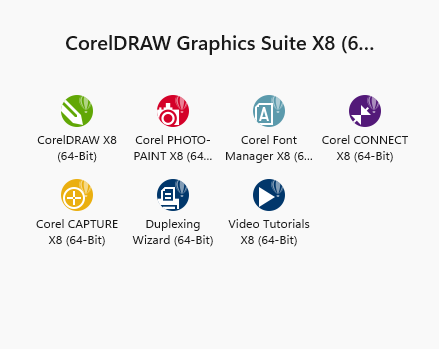 CorelDRAW Graphics Suite X8 (6...
CorelDRAW X8
(64-Bit)
Corel PHOTO-
PAINT X8 (64...
Corel Font
Manager X8 (6...
Corel CONNECT
X8 (64-Bit)
Corel CAPTURE
X8 (64-Bit)
Duplexing
Wizard (64-Bit)
Video Tutorials
X8 (64-Bit)